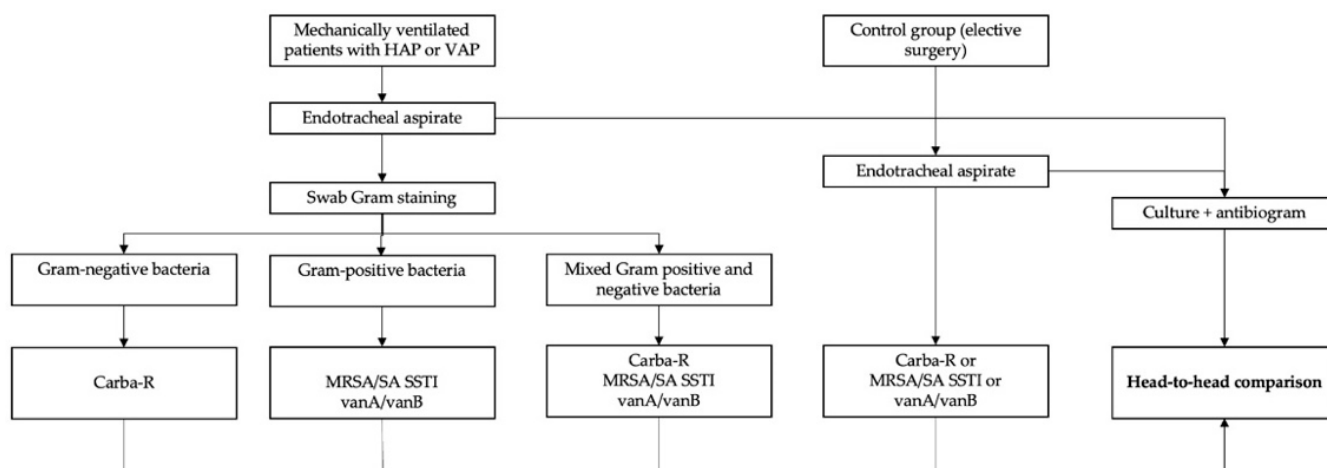 Mechanically ventilated
patients with HAP or VAP
Control group (elective
surgery)
Endotracheal aspirate
Endotracheal aspirate
Swab Gram staining
Culture + antibiogram
Gram-negative bacteria
Gram-positive bacteria
Mixed Gram positive and
negative bacteria
Carba-R
MRSA/SA SSTI
vanA/vanB
Carba-R
MRSA/SA SSTI
vanA/vanB
Carba-R or
MRSA/SA SSTI or
vanA/vanB
Head-to-head comparison